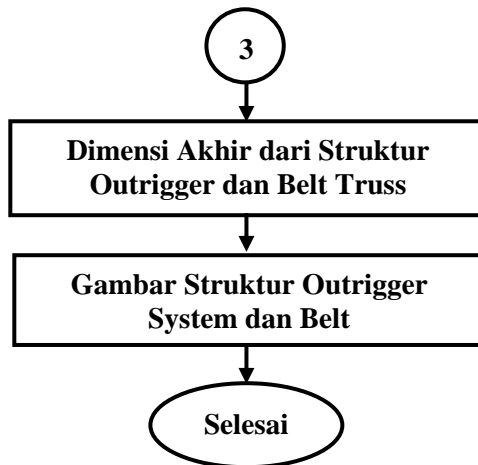 3
Dimensi Akhir dari Struktur
Outrigger dan Belt Truss
Gambar Struktur Outrigger
System dan Belt
Selesai